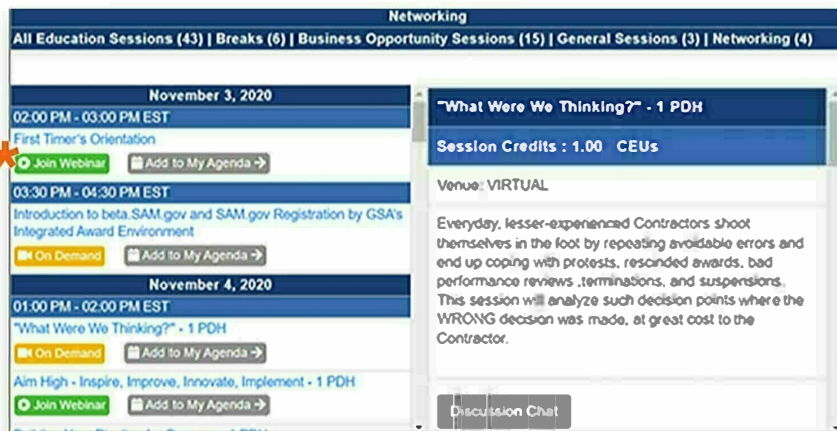 Networking
All Education Sessions (43) | Breaks (6) | Business Opportunity Sessions (15) | General Sessions (3) | Networking (4)
November 3, 2020
02:00 PM - 03:00 PM EST
First Timer's Orientation
Join Webinar Add to My Agenda
03:30 PM - 04:30 PM EST
Introduction to beta.SAM.gov and SAM.gov Registration by GSA's
Integrated Award Environment
On Demand Add to My Agenda
November 4, 2020
01:00 PM - 02:00 PM EST
"What Were We Thinking?" - 1 PDH
On Demand Add to My Agenda
Aim High - Inspire, Improve, Innovate, Implement - 1 PDH
Join Webinar Add to My Agenda
"What Were We Thinking?" - 1 PDH
Session Credits : 1.00 CEUs
Venue: VIRTUAL
Everyday, lesser-experienced Contractors shoot
themselves in the foot by repeating avoidable errors and
end up coping with protests, rescinded awards, bad
performance reviews ,terminations, and suspensions.
This session will analyze such decision points where the
WRONG decision was made, at great cost to the
Contractor.
Discussion Chat